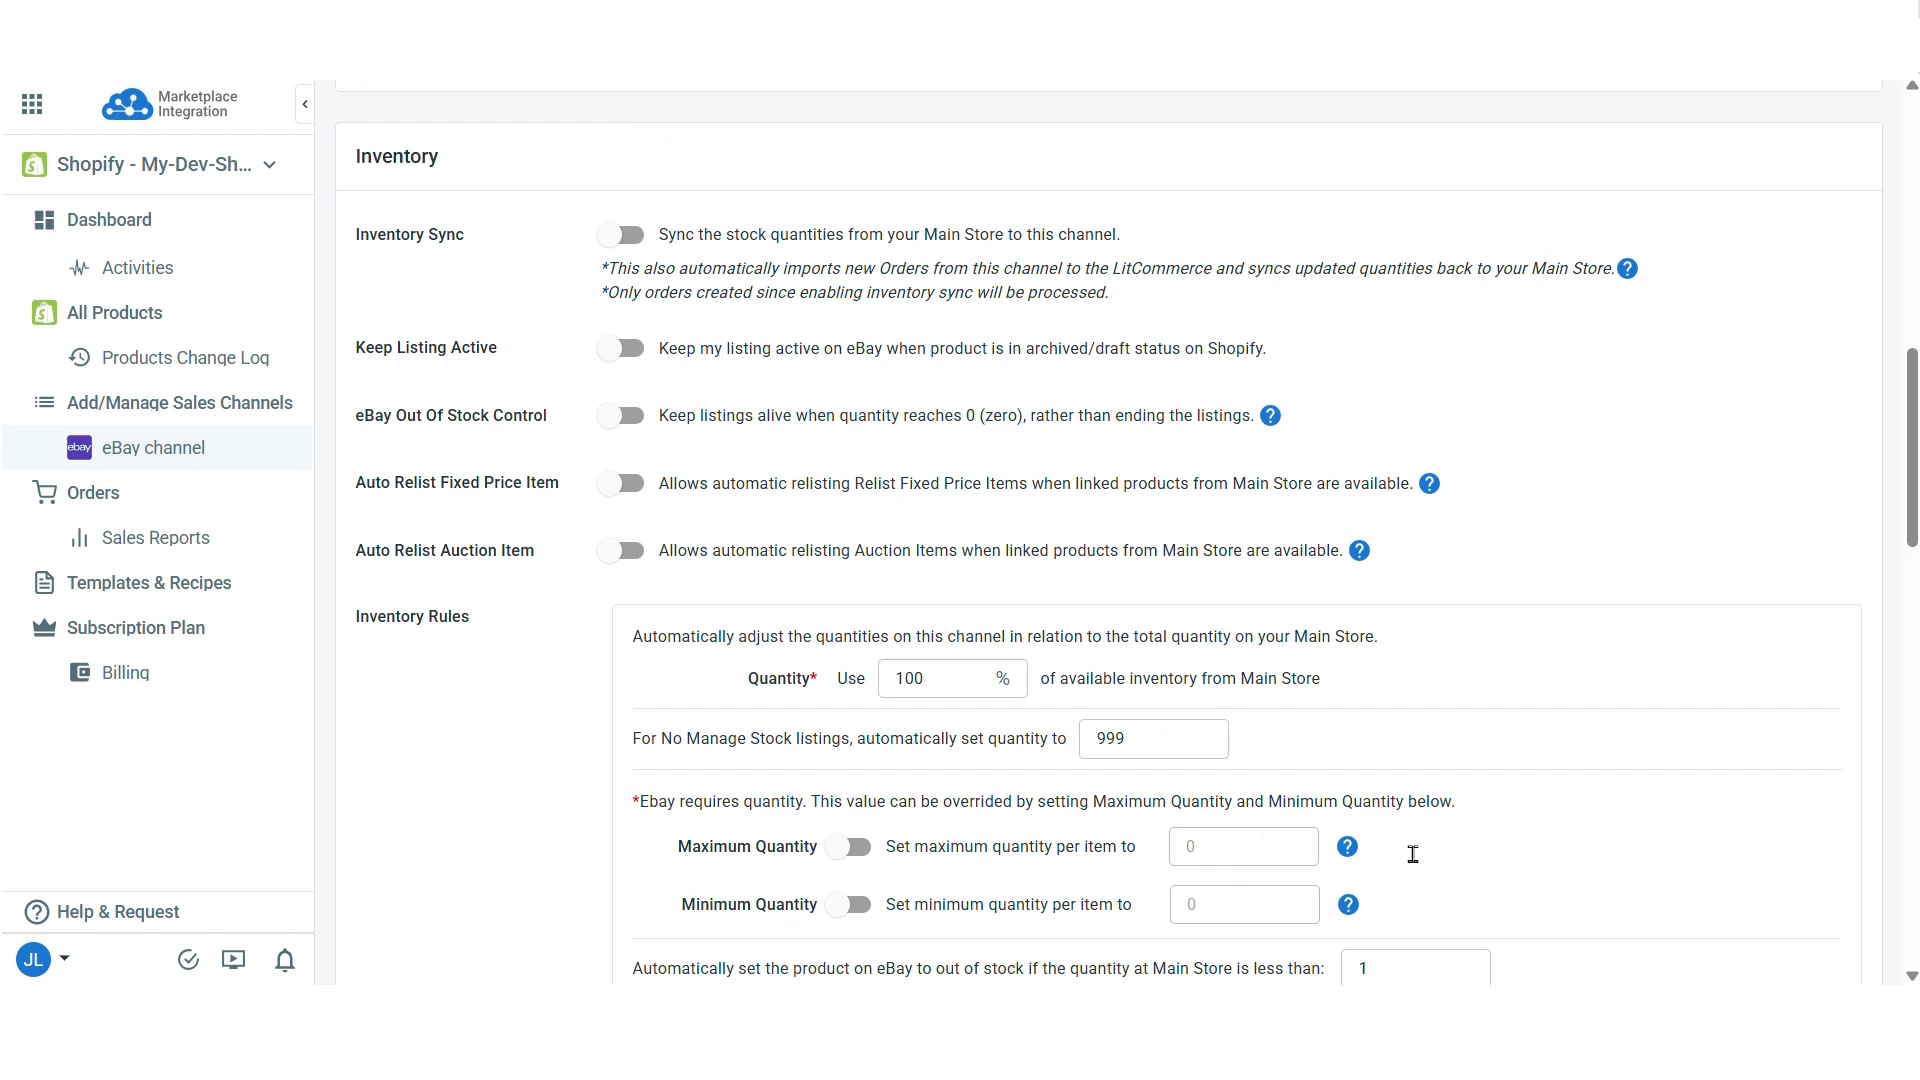 Marketplace
Integration
Shopify - My-Dev-Sh...
Dashboard
Activities
All Products
Products Change Log
Add/Manage Sales Channels
ebay eBay channel
Orders
Sales Reports
Templates & Recipes
Subscription Plan
Billing
Help & Request
JL
Inventory
Inventory Sync
Sync the stock quantities from your Main Store to this channel.
*This also automatically imports new Orders from this channel to the LitCommerce and syncs updated quantities back to your Main Store. ?
*Only orders created since enabling inventory sync will be processed.
Keep Listing Active
Keep my listing active on eBay when product is in archived/draft status on Shopify.
eBay Out Of Stock Control
Keep listings alive when quantity reaches 0 (zero), rather than ending the listings. ?
Auto Relist Fixed Price Item
Allows automatic relisting Relist Fixed Price Items when linked products from Main Store are available. ?
Auto Relist Auction Item
Allows automatic relisting Auction Items when linked products from Main Store are available. ?
Inventory Rules
Automatically adjust the quantities on this channel in relation to the total quantity on your Main Store.
Quantity* Use 100 % of available inventory from Main Store
For No Manage Stock listings, automatically set quantity to 999
*Ebay requires quantity. This value can be overrided by setting Maximum Quantity and Minimum Quantity below.
Maximum Quantity Set maximum quantity per item to 0 ?
Minimum Quantity Set minimum quantity per item to 0 ?
Automatically set the product on eBay to out of stock if the quantity at Main Store is less than: 1